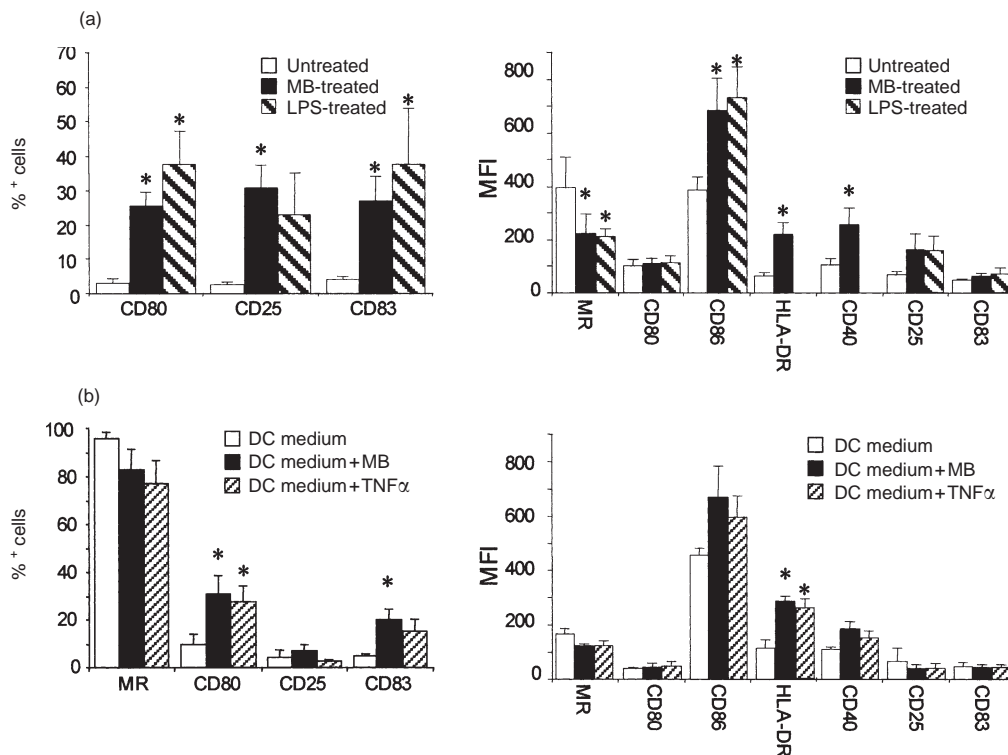 (a)
70
60
50
40
30
20
10
0
% + cells
Untreated
MB-treated
LPS-treated
* * * * *
CD80 CD25 CD83
800
600
400
200
0
MFI
Untreated
MB-treated
LPS-treated
* * * * * *
MR CD80 CD86 HLA-DR CD40 CD25 CD83
(b)
100
80
60
40
20
0
% + cells
DC medium
DC medium+MB
DC medium+TNFα
* * *
MR CD80 CD25 CD83
800
600
400
200
0
MFI
DC medium
DC medium+MB
DC medium+TNFα
* *
MR CD80 CD86 HLA-DR CD40 CD25 CD83